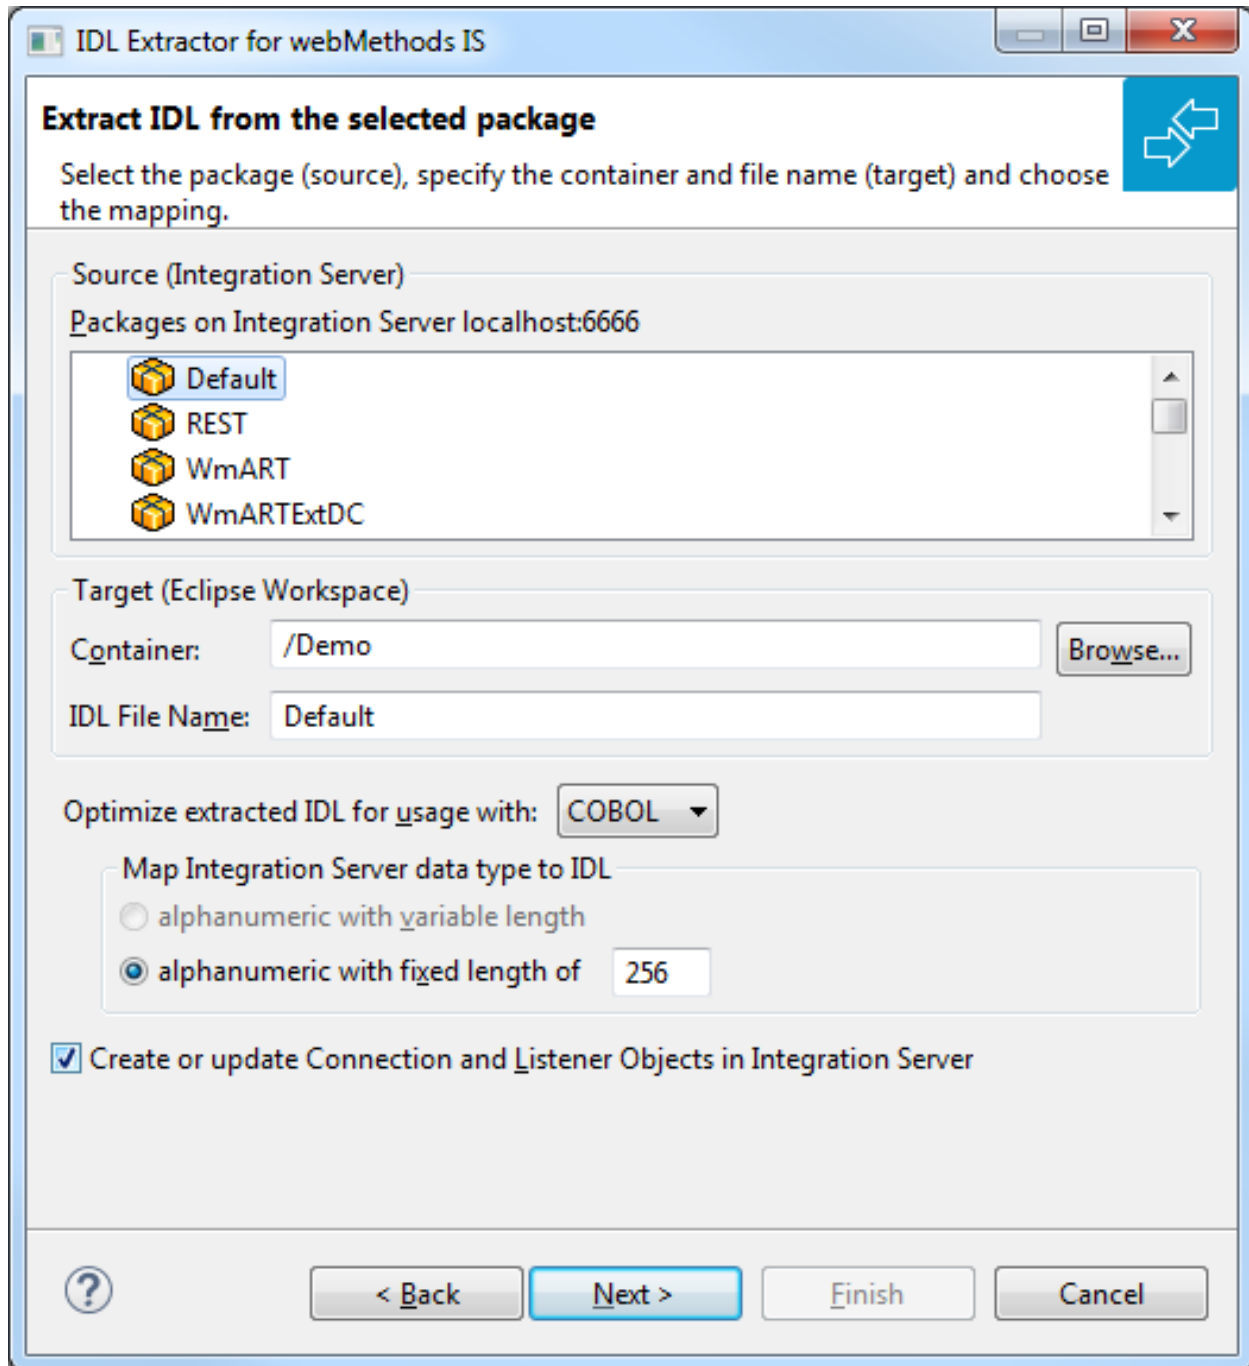 IDL Extractor for webMethods IS
X
Extract IDL from the selected package
Select the package (source), specify the container and file name (target) and choose
the mapping.
Source (Integration Server)
Packages on Integration Server localhost:6666
Default
REST
WmART
WmARTExtDC
Target (Eclipse Workspace)
Container: /Demo Browse...
IDL File Name: Default
Optimize extracted IDL for usage with: COBOL
Map Integration Server data type to IDL
alphanumeric with variable length
alphanumeric with fixed length of 256
Create or update Connection and Listener Objects in Integration Server
? < Back Next > Finish Cancel